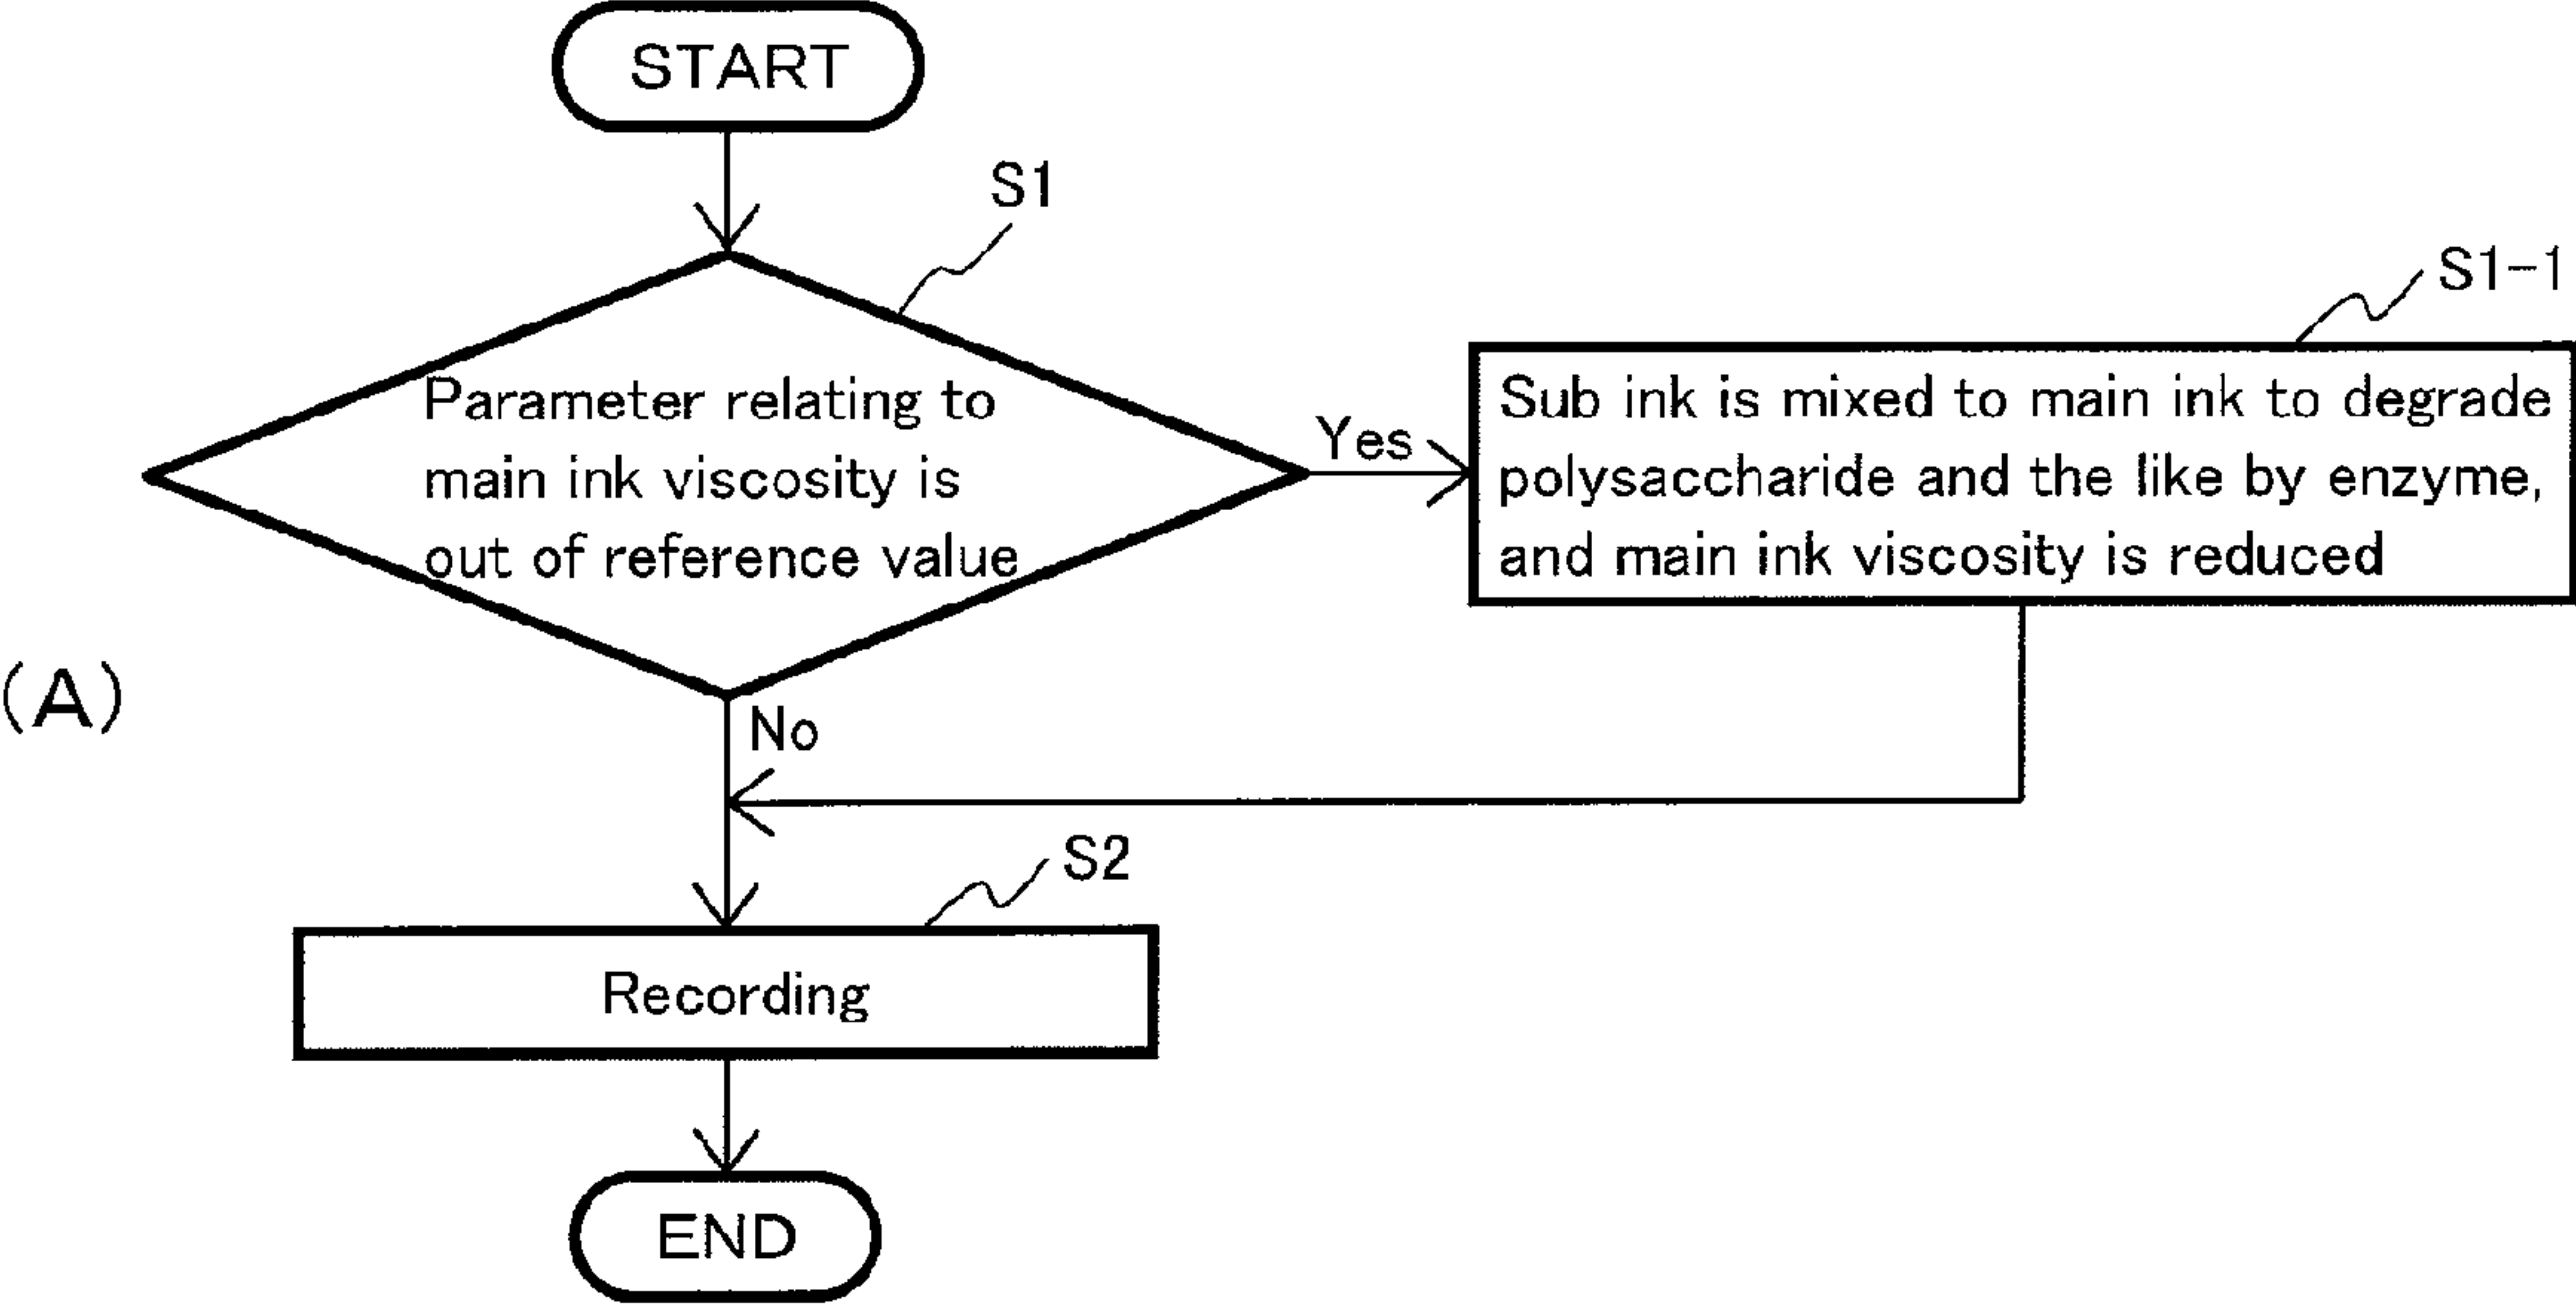 START
S1
S1-1
Parameter relating to
main ink viscosity is
out of reference value
Yes
Sub ink is mixed to main ink to degrade
polysaccharide and the like by enzyme,
and main ink viscosity is reduced
(A)
No
S2
Recording
END